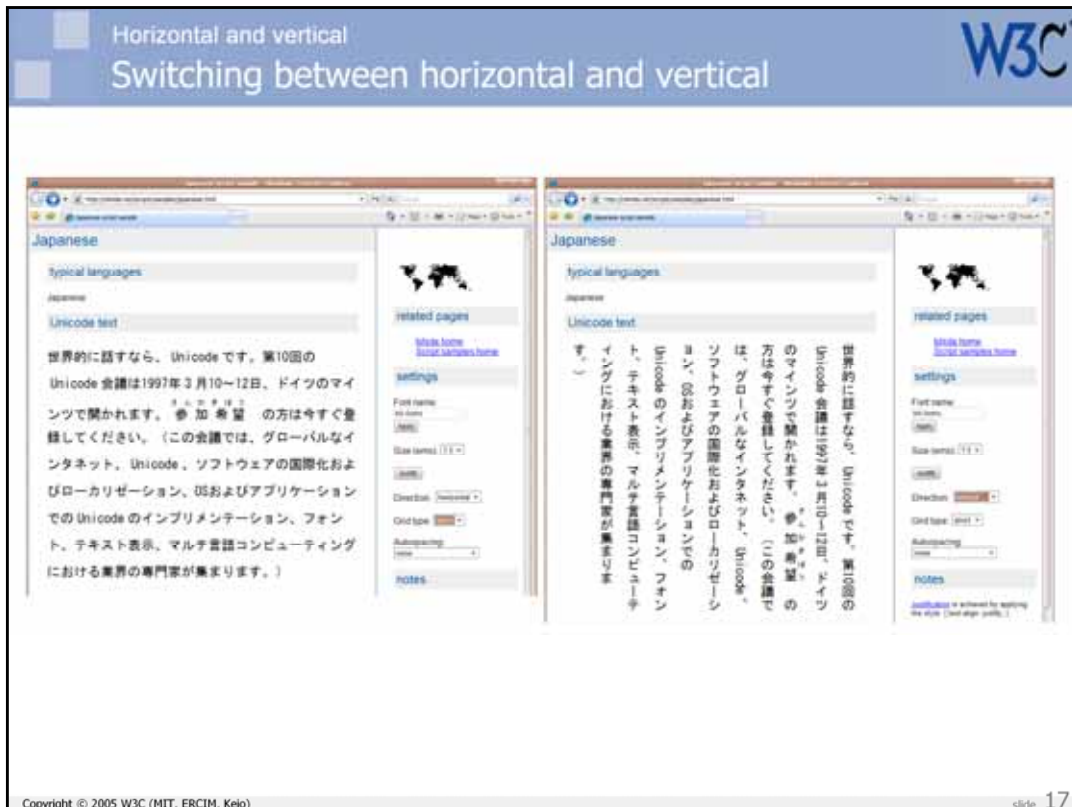 Horizontal and vertical
Switching between horizontal and vertical
W3C
Japanese
typical languages
Japanese
Unicode text
世界的に話すなら、 Unicode です。第10回の
Unicode 会議は1997年 3 月10~12日、ドイツのマイ
ンツで開かれます。 参加希望 の方は今すぐ登
録してください。 (この会議では、グローバルなイ
ンタネット、 Unicode 、ソフトウェアの国際化およ
びローカリゼーション、OSおよびアプリケーション
での Unicode のインプリメンテーション、フォン
ト、テキスト表示、マルチ言語コンピューティング
における業界の専門家が集まります。)
related pages
Script samples home
settings
Font name:
Size (ems):
Direction: horizontal
Grid type:
Autospacing:
none
notes
Japanese
typical languages
Japanese
Unicode text
世界的に話すなら、 Unicode です。第10回の
Unicode 会議は1997年 3 月10~12日、ドイツ
のマインツで開かれます。 参加希望 の
方は今すぐ登録してください。 (この会議で
は、グローバルなインタネット、 Unicode、
ソフトウェアの国際化およびローカリゼーシ
ョン、OSおよびアプリケーションでの
Unicode のインプリメンテーション、フォン
ト、テキスト表示、マルチ言語コンピューテ
ィングにおける業界の専門家が集まりま
す。)
related pages
Script samples home
settings
Font name:
Size (ems):
Direction:
Grid type: strict
Autospacing:
none
notes
Justification is achieved by applying
the style {text-align: justify;}
Copyright © 2005 W3C (MIT, ERCIM, Keio)
slide 17